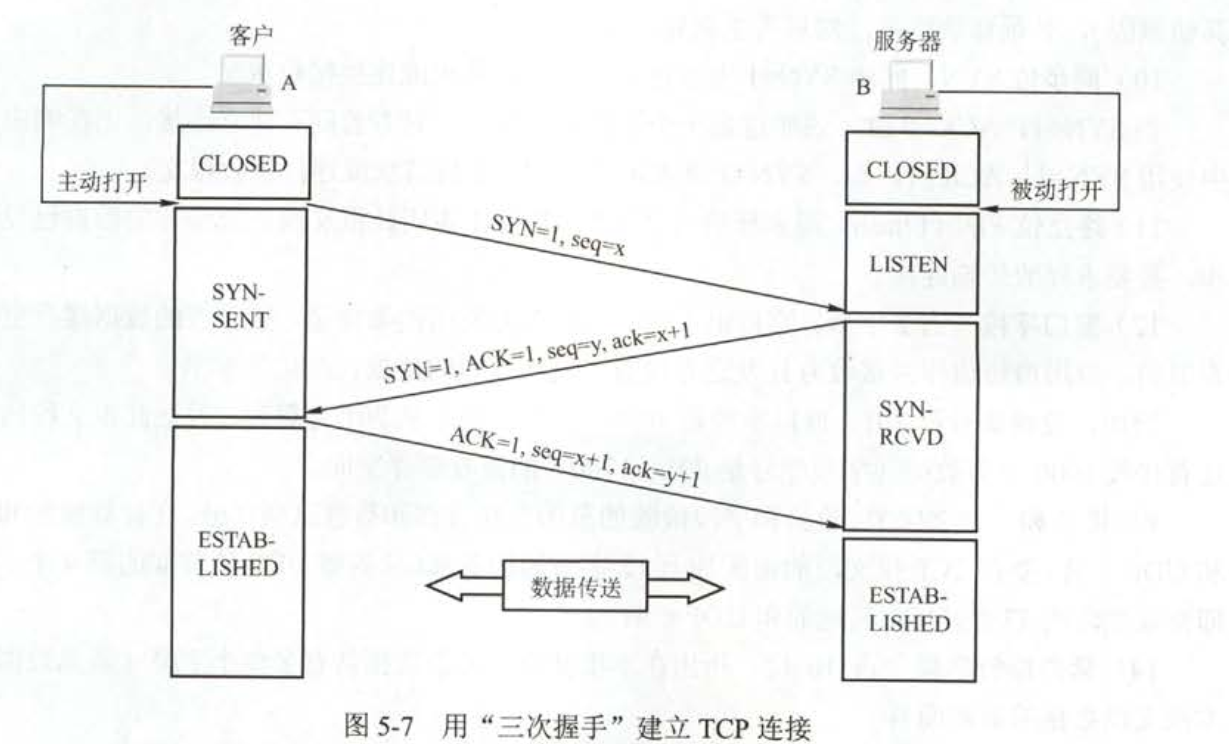 客户
A
服务器
B
CLOSED
CLOSED
主动打开
被动打开
SYN=1, seq=x
LISTEN
SYN-
SENT
SYN=1, ACK=1, seq=y, ack=x+1
SYN-
RCVD
ACK=1, seq=x+1, ack=y+1
ESTAB-
LISHED
数据传送
ESTAB-
LISHED
图 5-7 用“三次握手”建立 TCP 连接